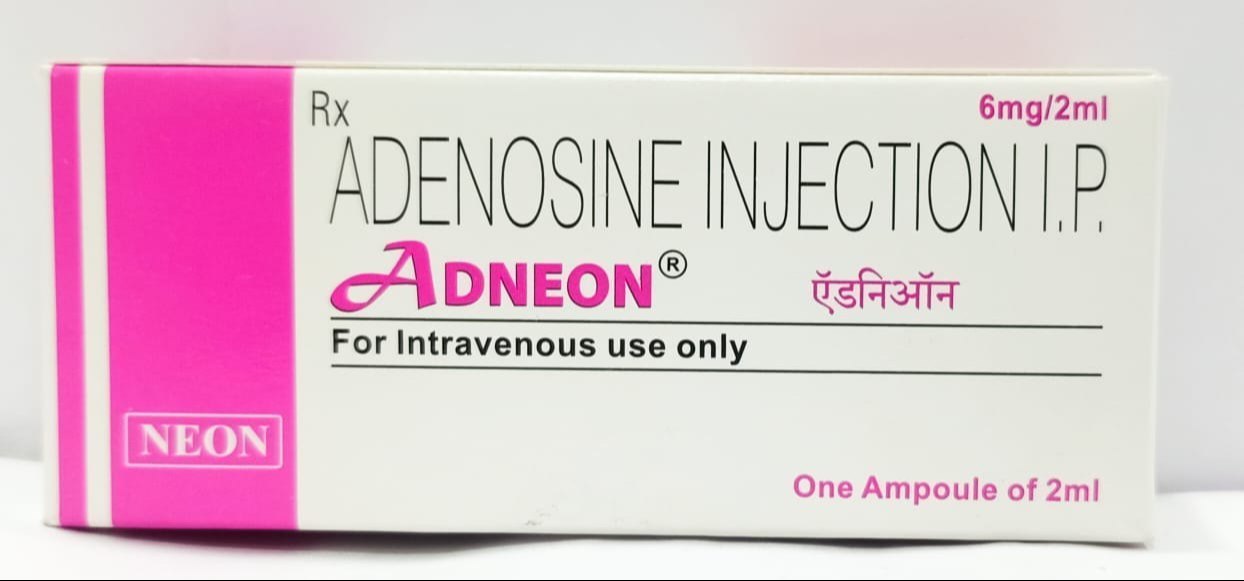 Rx
6mg/2ml
ADENOSINE INJECTION I.P.
ADNEON®
ऍडनिऑन
For Intravenous use only
NEON
One Ampoule of 2ml